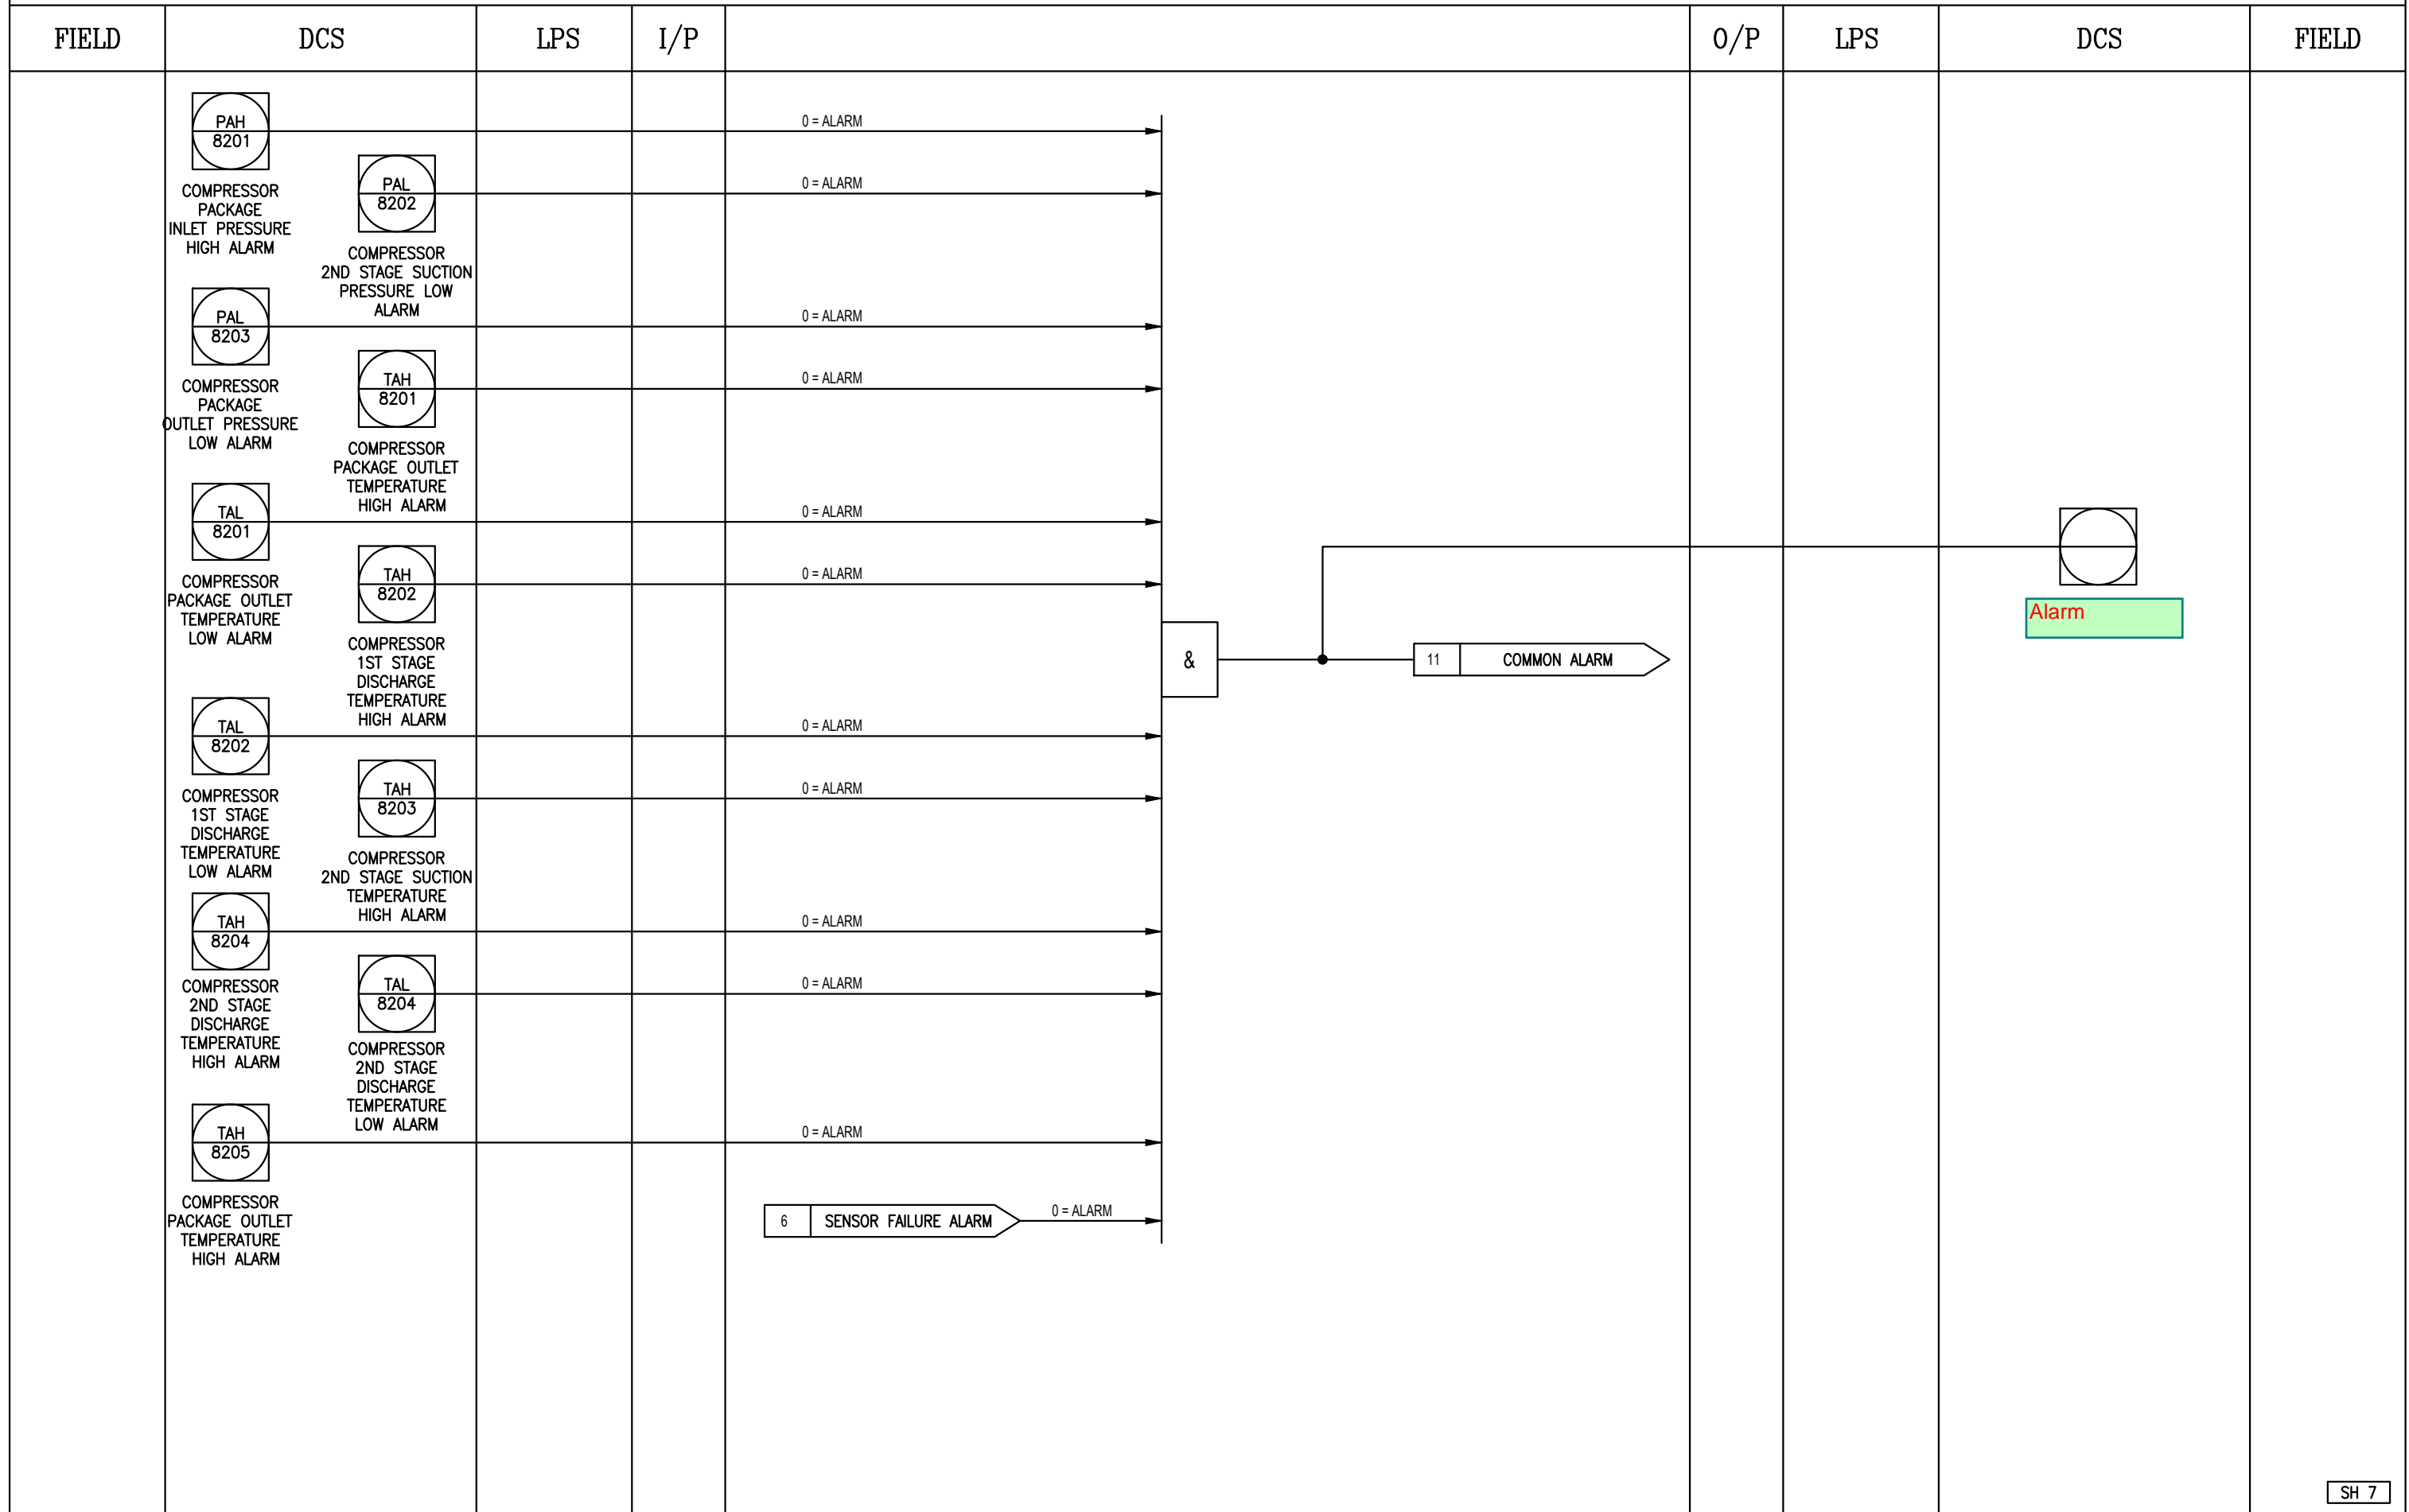 FIELD
DCS
LPS
I/P
O/P
LPS
DCS
FIELD
PAH
8201
COMPRESSOR
PACKAGE
INLET PRESSURE
HIGH ALARM
0 = ALARM
PAL
8202
COMPRESSOR
2ND STAGE SUCTION
PRESSURE LOW
ALARM
0 = ALARM
PAL
8203
COMPRESSOR
PACKAGE
OUTLET PRESSURE
LOW ALARM
0 = ALARM
TAH
8201
COMPRESSOR
PACKAGE OUTLET
TEMPERATURE
HIGH ALARM
0 = ALARM
TAL
8201
COMPRESSOR
PACKAGE OUTLET
TEMPERATURE
LOW ALARM
0 = ALARM
TAH
8202
COMPRESSOR
1ST STAGE
DISCHARGE
TEMPERATURE
HIGH ALARM
0 = ALARM
Alarm
&
11
COMMON ALARM
TAL
8202
COMPRESSOR
1ST STAGE
DISCHARGE
TEMPERATURE
LOW ALARM
0 = ALARM
TAH
8203
COMPRESSOR
2ND STAGE SUCTION
TEMPERATURE
HIGH ALARM
0 = ALARM
TAH
8204
COMPRESSOR
2ND STAGE
DISCHARGE
TEMPERATURE
HIGH ALARM
0 = ALARM
TAL
8204
COMPRESSOR
2ND STAGE
DISCHARGE
TEMPERATURE
LOW ALARM
0 = ALARM
TAH
8205
COMPRESSOR
PACKAGE OUTLET
TEMPERATURE
HIGH ALARM
0 = ALARM
6
SENSOR FAILURE ALARM
0 = ALARM
SH 7